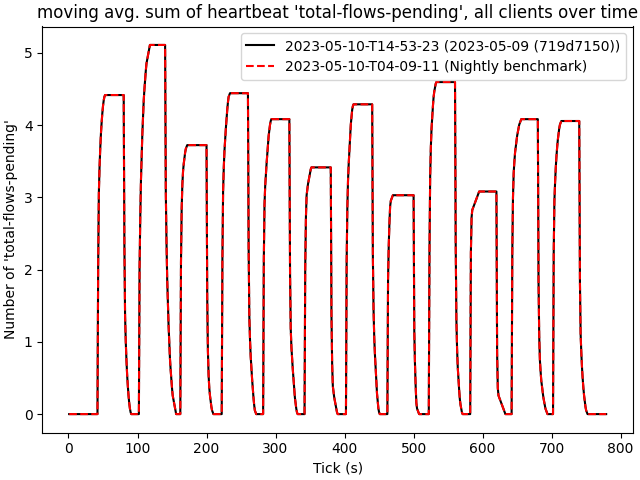 moving avg. sum of heartbeat 'total-flows-pending', all clients over time
2023-05-10-T14-53-23 (2023-05-09 (719d7150))
2023-05-10-T04-09-11 (Nightly benchmark)
Number of 'total-flows-pending'
5
4
3
2
1
0
0 100 200 300 400 500 600 700 800
Tick (s)